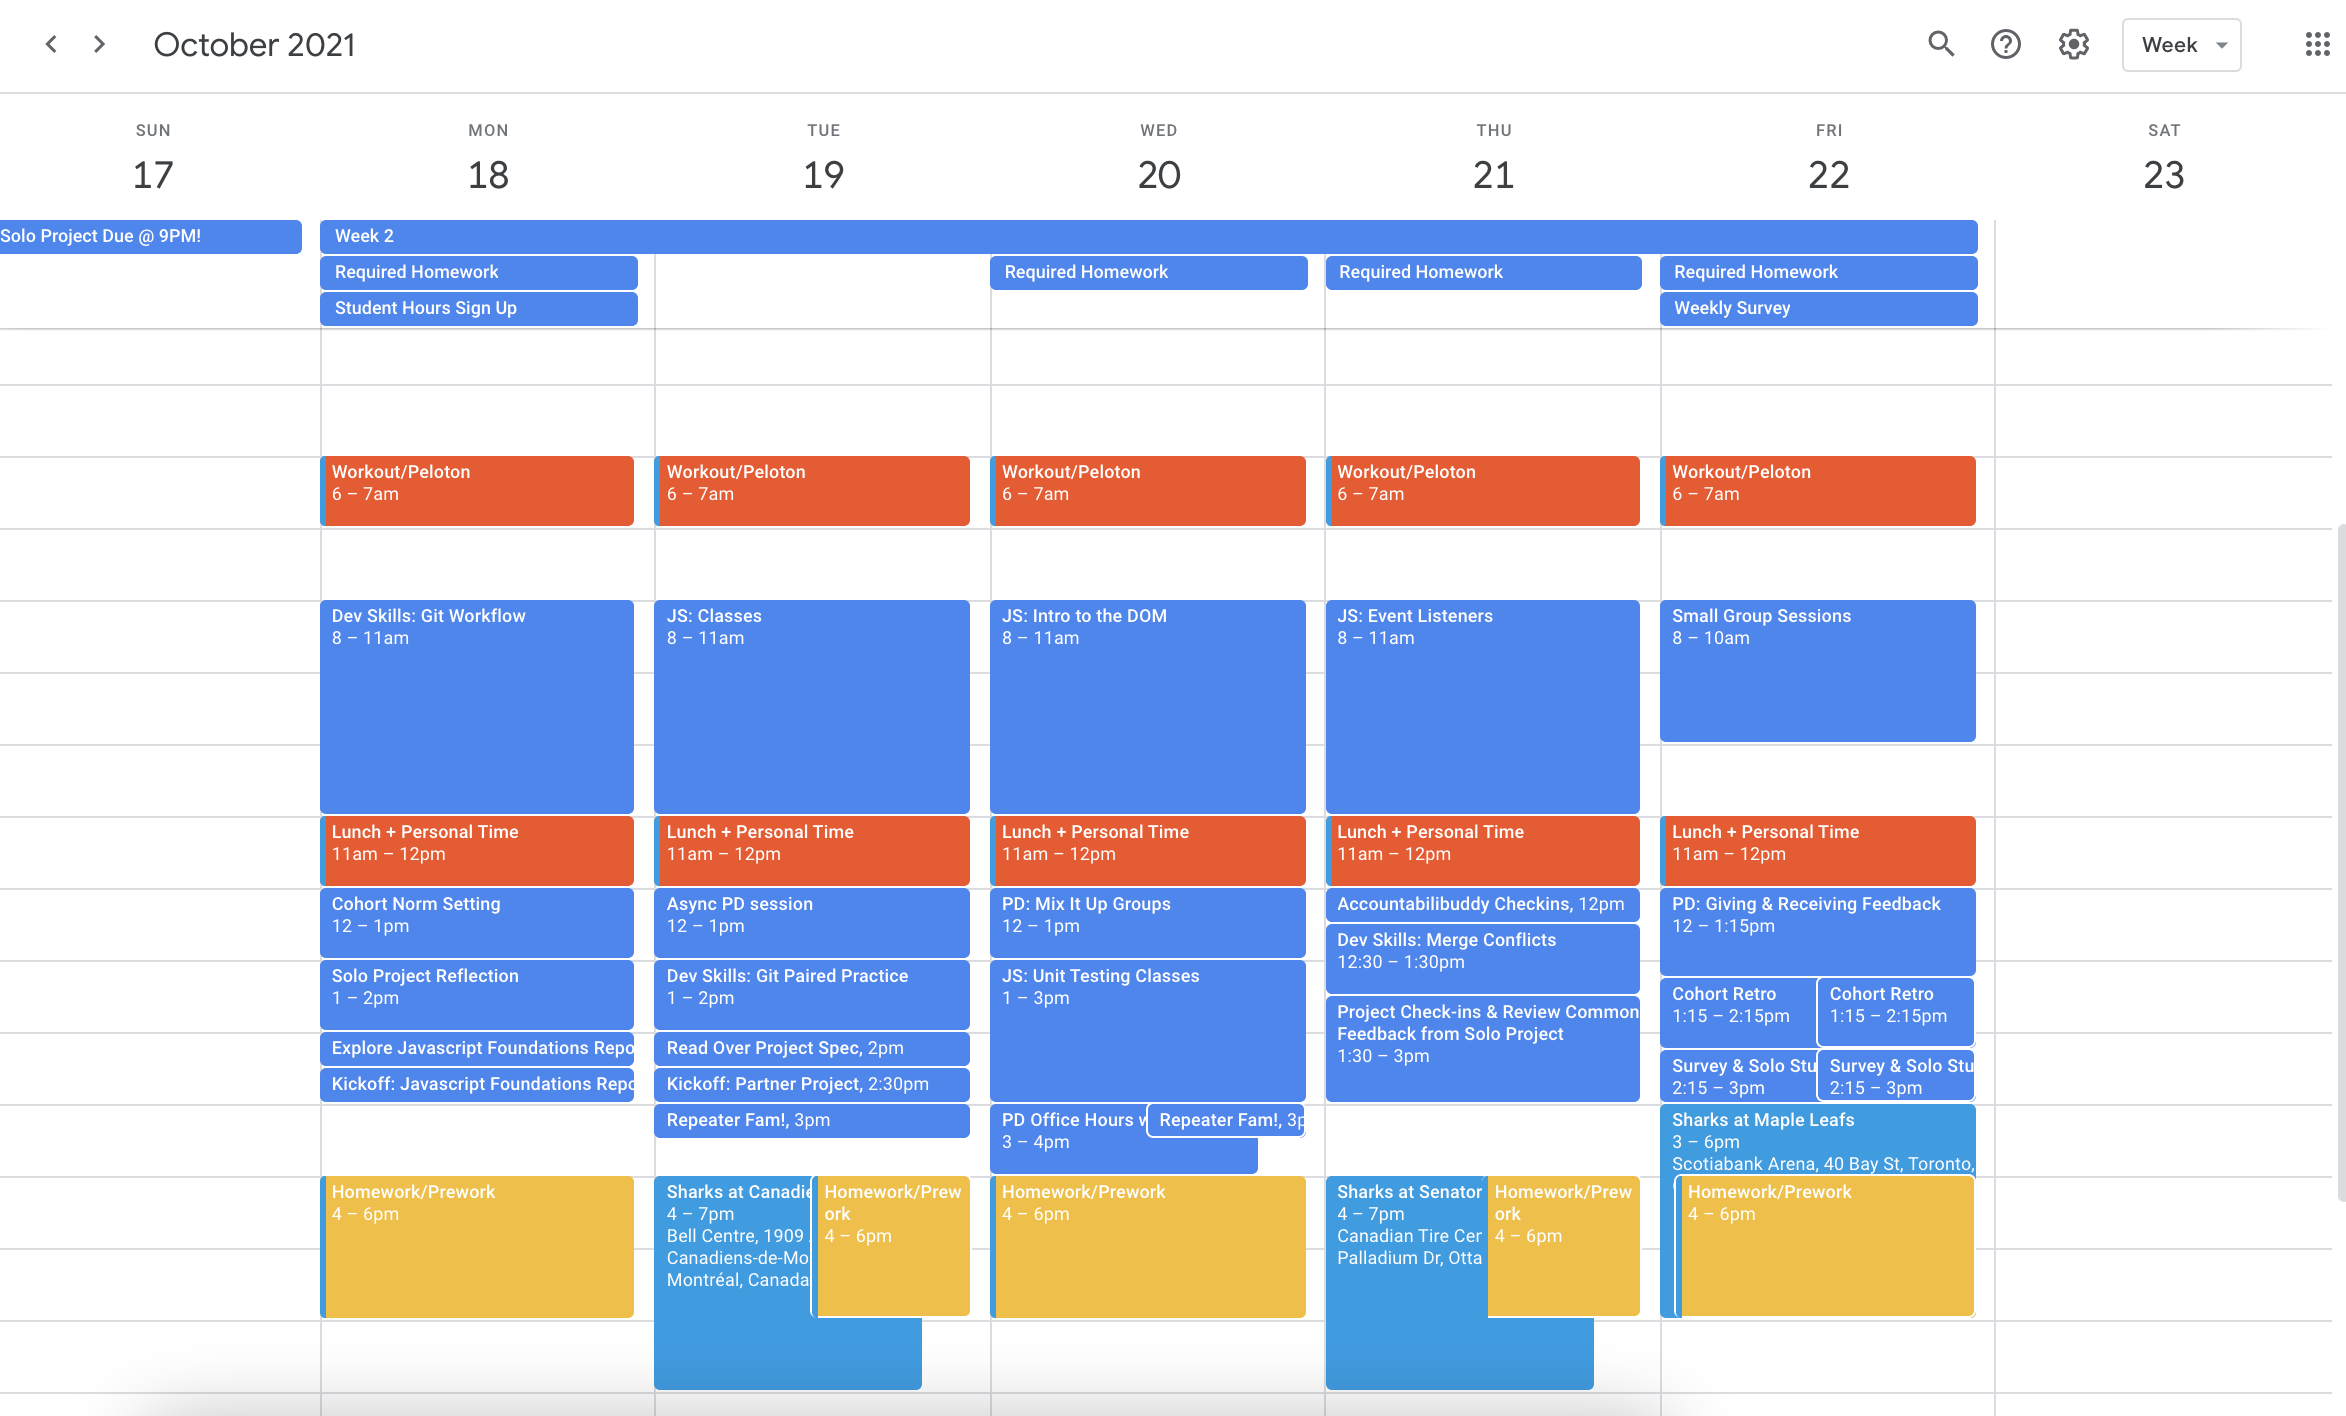 October 2021
Week
SUN
17
MON
18
TUE
19
WED
20
THU
21
FRI
22
SAT
23
Solo Project Due @ 9PM!
Week 2
Required Homework
Required Homework
Required Homework
Required Homework
Student Hours Sign Up
Weekly Survey
Workout/Peloton
6 – 7am
Dev Skills: Git Workflow
8 – 11am
Lunch + Personal Time
11am – 12pm
Cohort Norm Setting
12 – 1pm
Solo Project Reflection
1 – 2pm
Explore Javascript Foundations Repo
Kickoff: Javascript Foundations Repo
Homework/Prework
4 – 6pm
Workout/Peloton
6 – 7am
JS: Classes
8 – 11am
Lunch + Personal Time
11am – 12pm
Async PD session
12 – 1pm
Dev Skills: Git Paired Practice
1 – 2pm
Read Over Project Spec, 2pm
Kickoff: Partner Project, 2:30pm
Repeater Fam!, 3pm
Sharks at Canadie
4 – 7pm
Bell Centre, 1909
Canadiens-de-Mo
Montréal, Canada
Homework/Prew
ork
4 – 6pm
Workout/Peloton
6 – 7am
JS: Intro to the DOM
8 – 11am
Lunch + Personal Time
11am – 12pm
PD: Mix It Up Groups
12 – 1pm
JS: Unit Testing Classes
1 – 3pm
PD Office Hours w
3 – 4pm
Repeater Fam!, 3p
Homework/Prework
4 – 6pm
Workout/Peloton
6 – 7am
JS: Event Listeners
8 – 11am
Lunch + Personal Time
11am – 12pm
Accountabilibuddy Checkins, 12pm
Dev Skills: Merge Conflicts
12:30 – 1:30pm
Project Check-ins & Review Common
Feedback from Solo Project
1:30 – 3pm
Sharks at Senator
4 – 7pm
Canadian Tire Cen
Palladium Dr, Otta
Homework/Prew
ork
4 – 6pm
Workout/Peloton
6 – 7am
Small Group Sessions
8 – 10am
Lunch + Personal Time
11am – 12pm
PD: Giving & Receiving Feedback
12 – 1:15pm
Cohort Retro
1:15 – 2:15pm
Cohort Retro
1:15 – 2:15pm
Survey & Solo Stu
2:15 – 3pm
Survey & Solo Stu
2:15 – 3pm
Sharks at Maple Leafs
3 – 6pm
Scotiabank Arena, 40 Bay St, Toronto,
Homework/Prework
4 – 6pm